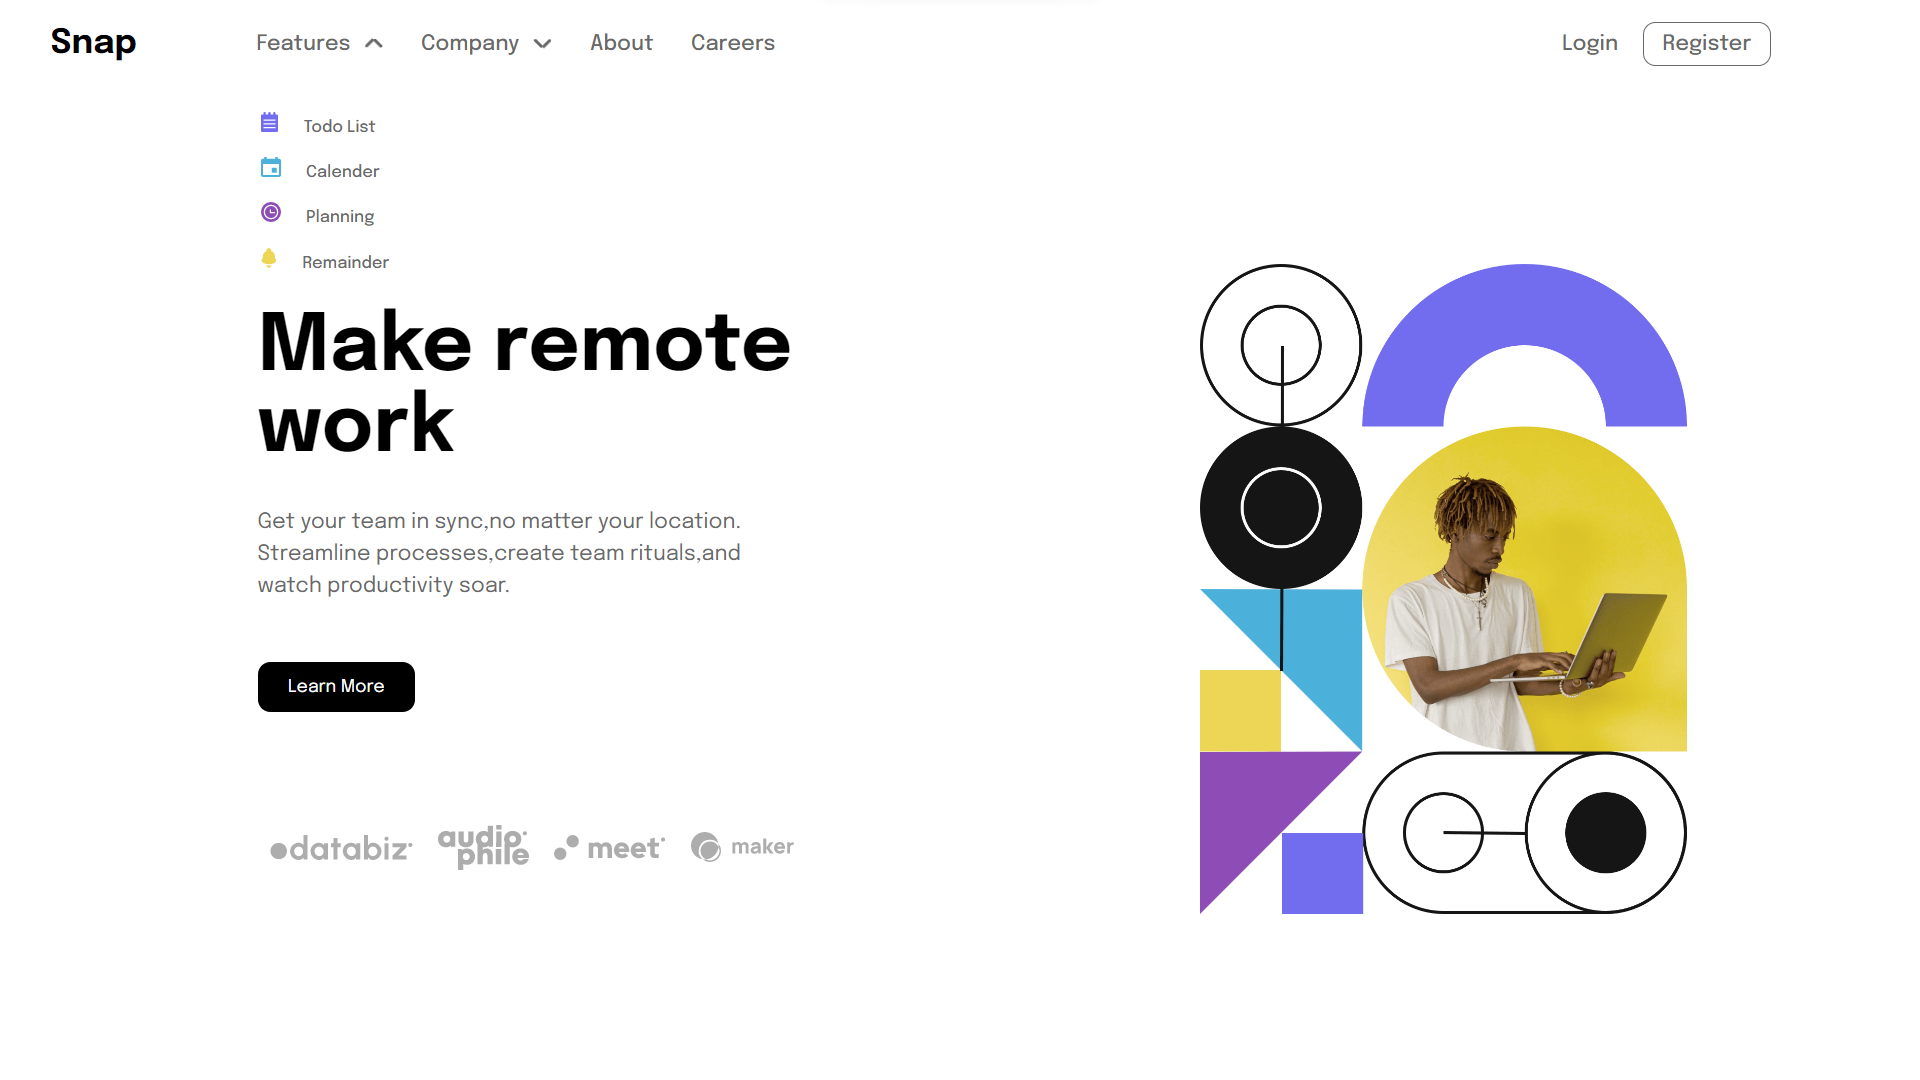 Snap Features Company About Careers Login Register
Todo List
Calender
Planning
Remainder
Make remote
work
Get your team in sync,no matter your location.
Streamline processes,create team rituals,and
watch productivity soar.
Learn More
databiz audiophile meet maker